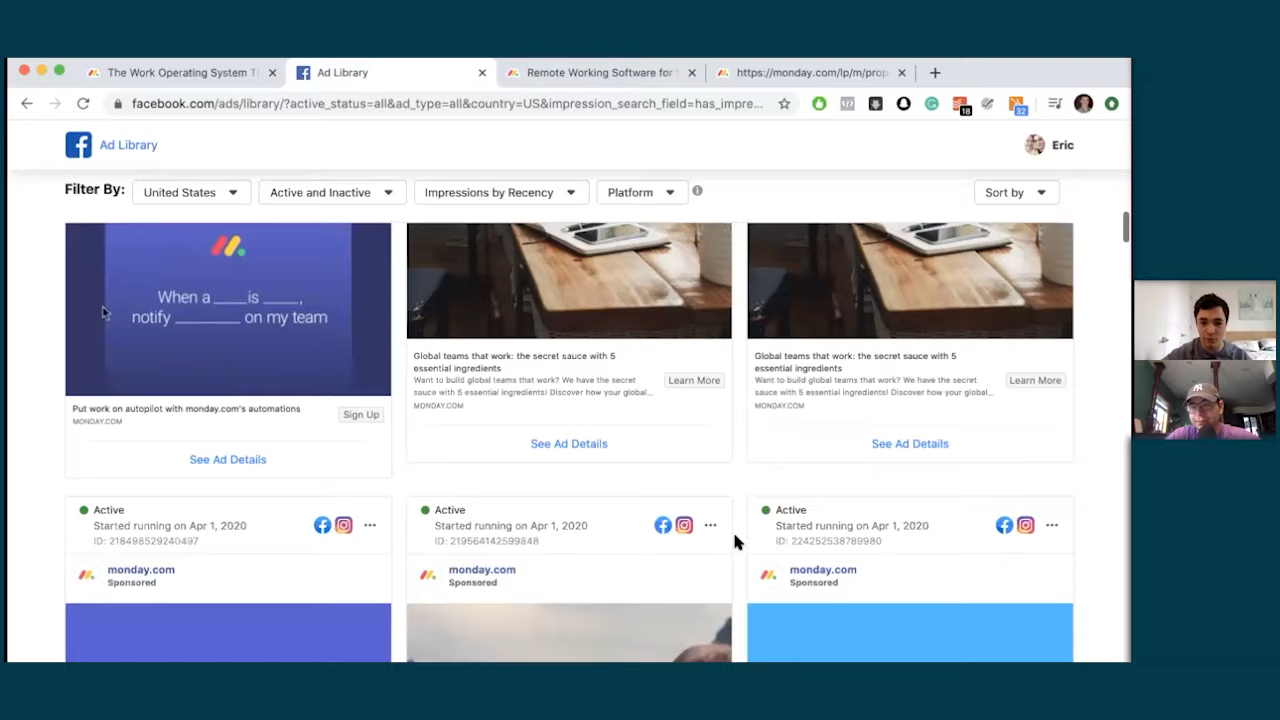 The Work Operating System T
Ad Library
Remote Working Software for
https://monday.com/lp/m/prop
facebook.com/ads/library/?active_status=all&ad_type=all&country=US&impression_search_field=has_impre...
18
32
Ad Library
Eric
Filter By:
United States
Active and Inactive
Impressions by Recency
Platform
Sort by
When a ____is ____,
notify ________ on my team
Put work on autopilot with monday.com's automations
MONDAY.COM
Sign Up
See Ad Details
Global teams that work: the secret sauce with 5
essential ingredients
Want to build global teams that work? We have the secret
sauce with 5 essential ingredients! Discover how your global...
MONDAY.COM
Learn More
See Ad Details
Global teams that work: the secret sauce with 5
essential ingredients
Want to build global teams that work? We have the secret
sauce with 5 essential ingredients! Discover how your global...
MONDAY.COM
Learn More
See Ad Details
Active
Started running on Apr 1, 2020
ID: 218498529240497
monday.com
Sponsored
Active
Started running on Apr 1, 2020
ID: 219564142599848
monday.com
Sponsored
Active
Started running on Apr 1, 2020
ID: 224252538789980
monday.com
Sponsored